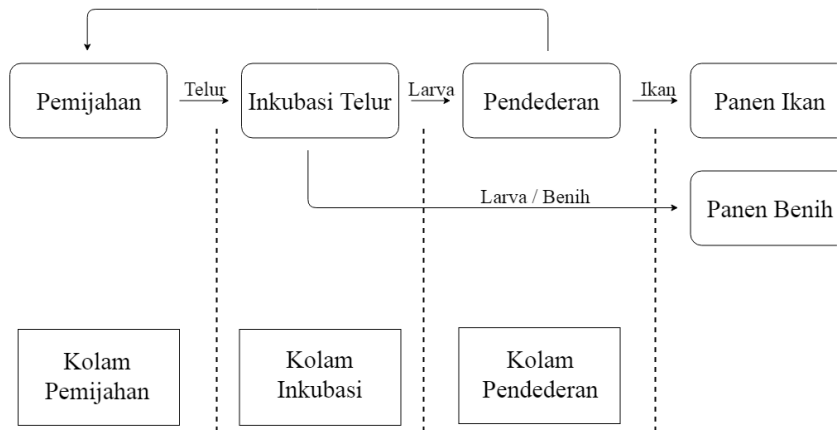 Pemijahan
Telur
Inkubasi Telur
Larva
Pendederan
Ikan
Panen Ikan
Larva / Benih
Panen Benih
Kolam
Pemijahan
Kolam
Inkubasi
Kolam
Pendederan